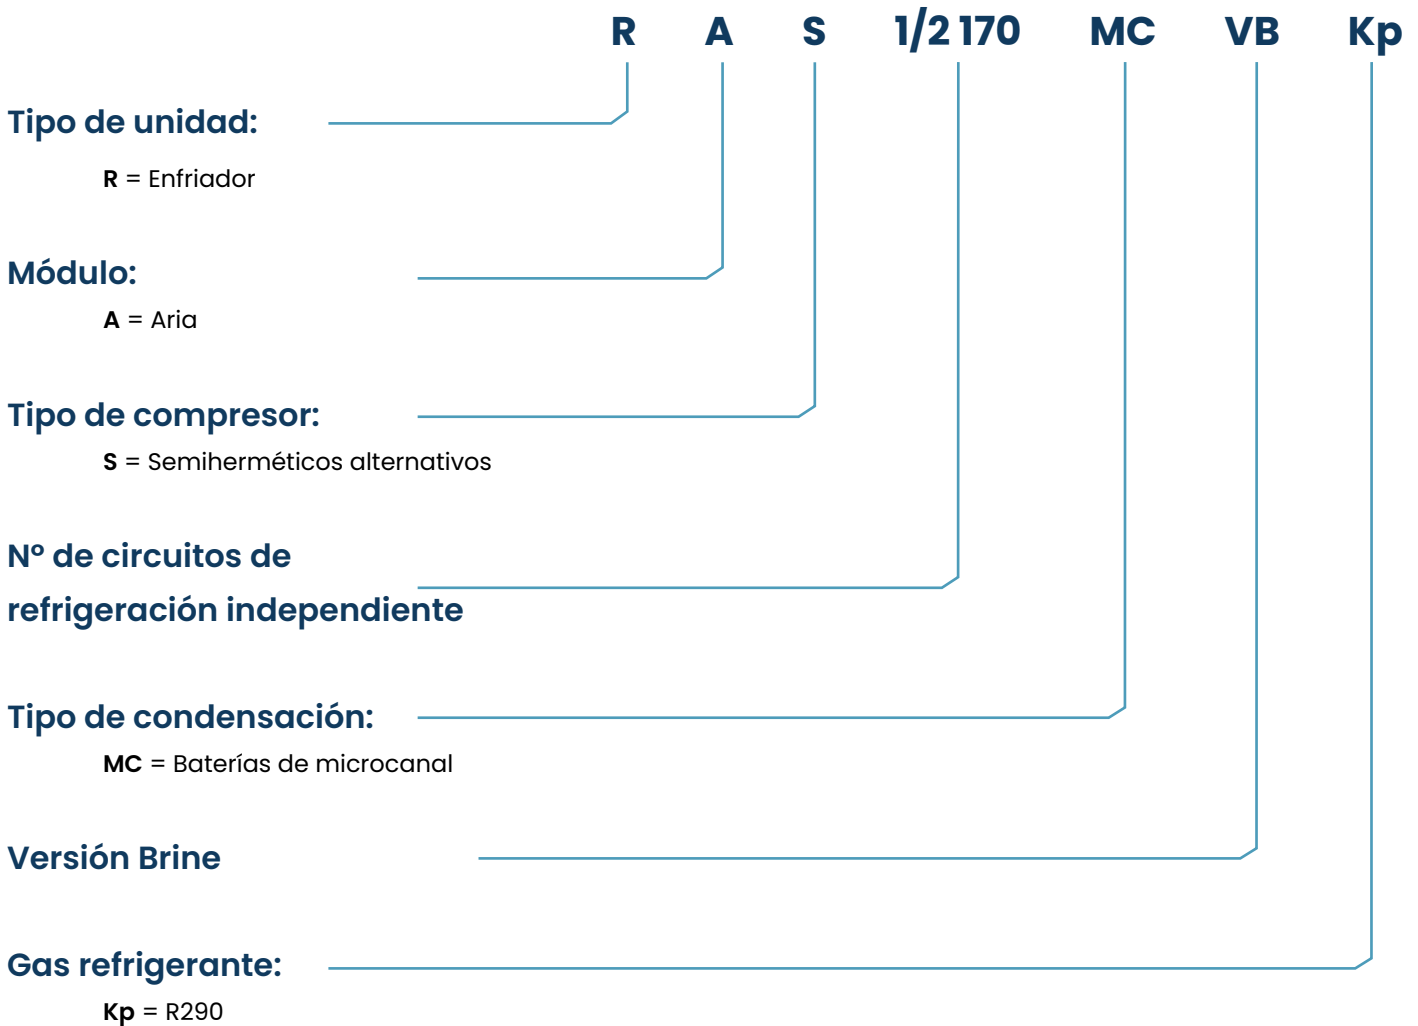 R A S 1/2 170 MC VB Kp
Tipo de unidad:
R = Enfriador
Módulo:
A = Aria
Tipo de compresor:
S = Semiherméticos alternativos
Nº de circuitos de
refrigeración independiente
Tipo de condensación:
MC = Baterías de microcanal
Versión Brine
Gas refrigerante:
Kp = R290